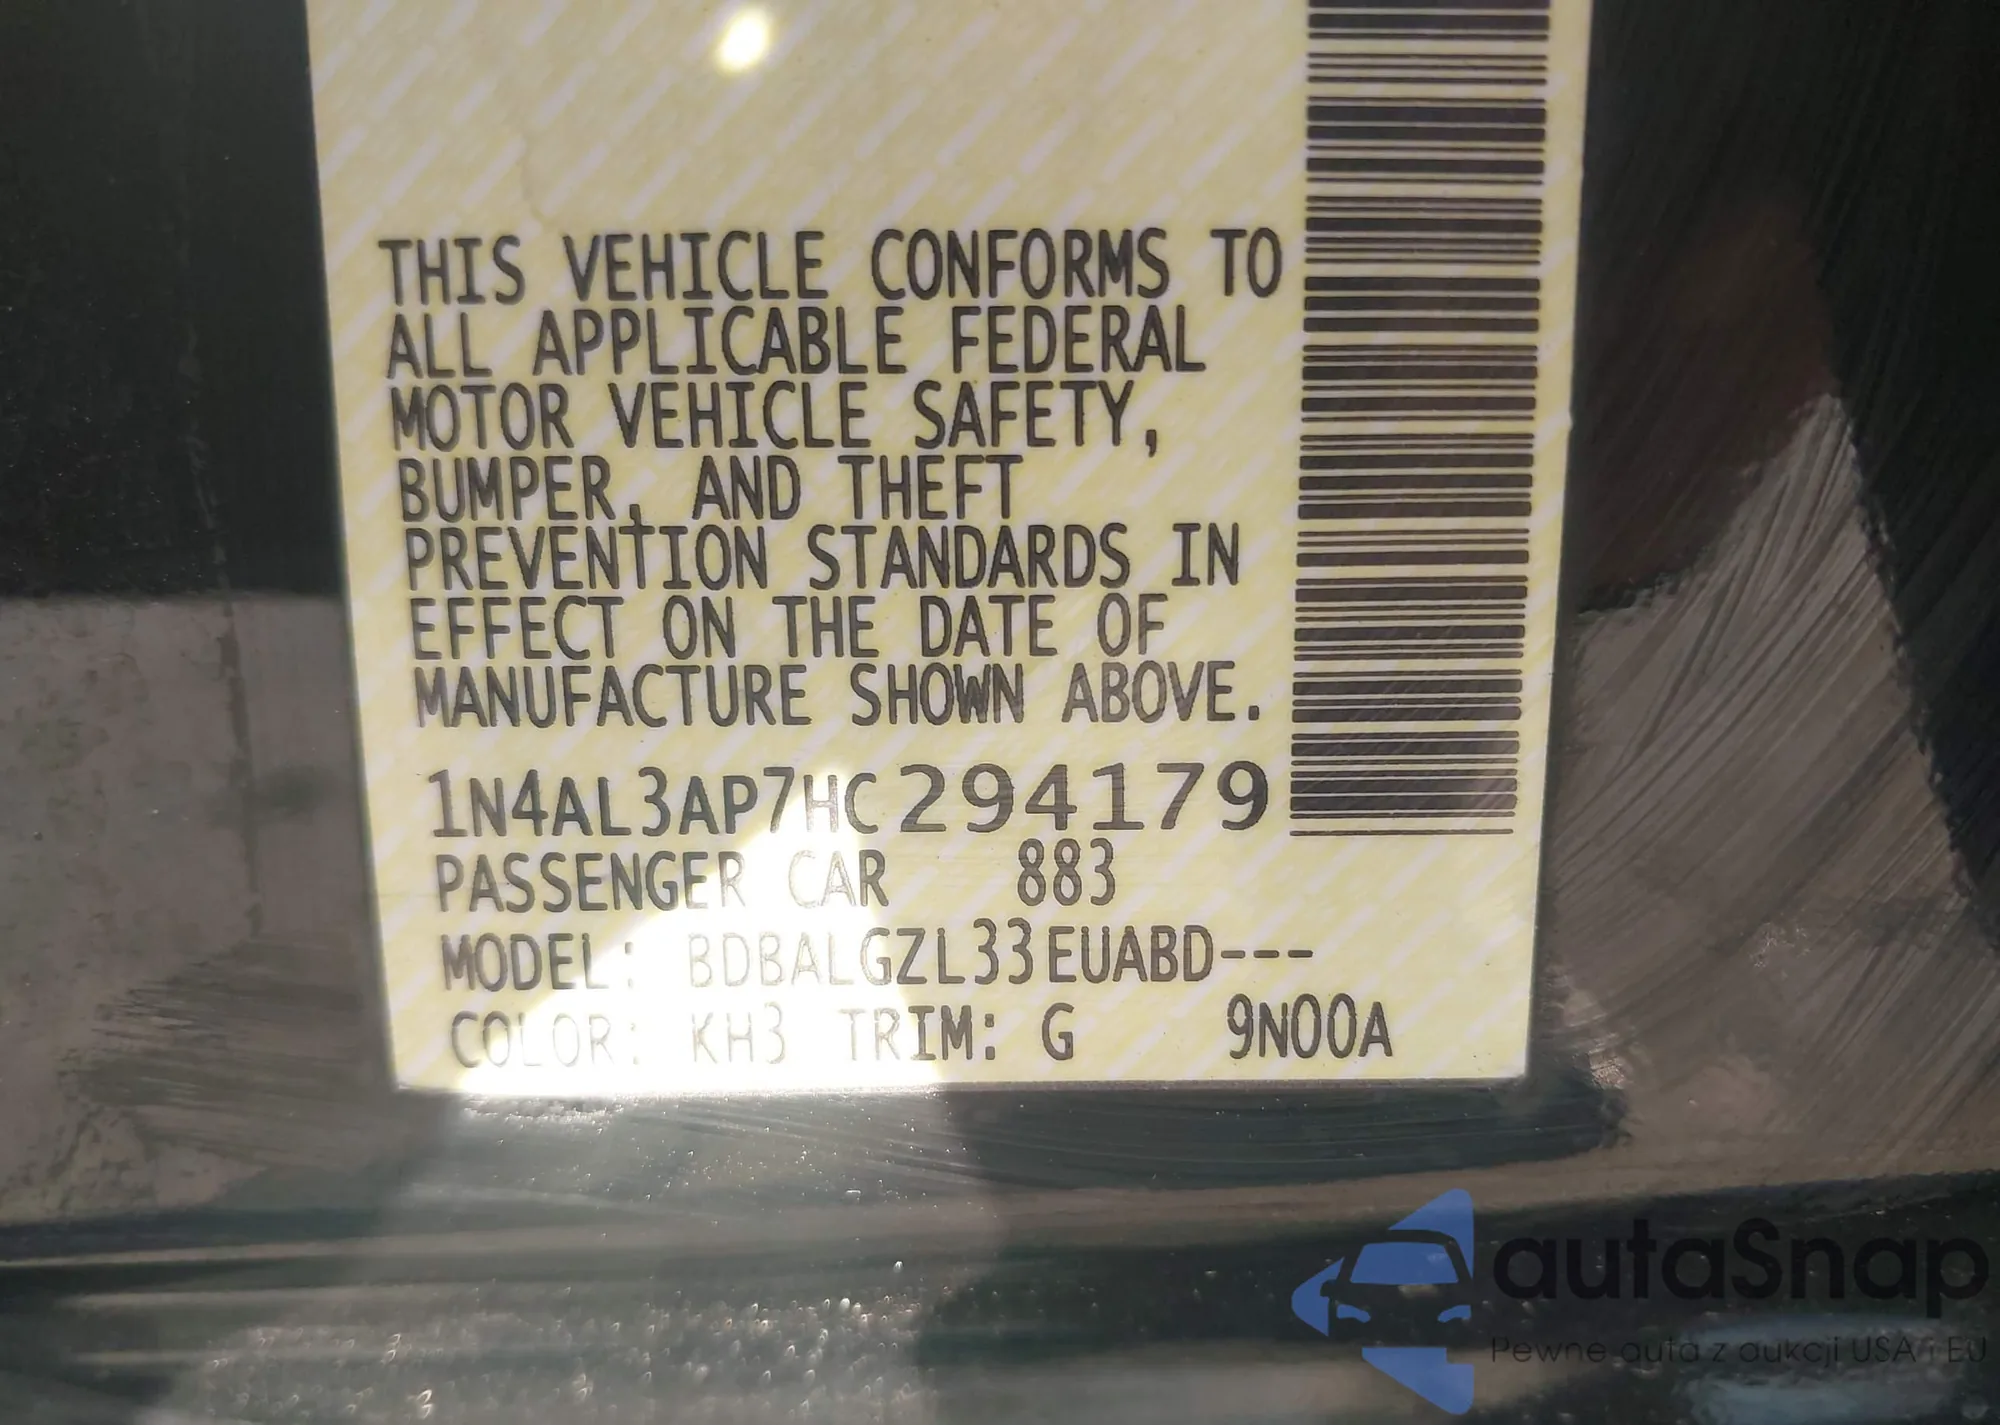 THIS VEHICLE CONFORMS TO
ALL APPLICABLE FEDERAL
MOTOR VEHICLE SAFETY,
BUMPER, AND THEFT
PREVENTION STANDARDS IN
EFFECT ON THE DATE OF
MANUFACTURE SHOWN ABOVE.
1N4AL3AP7HC294179
PASSENGER CAR 883
MODEL: BDBALGZL33EUABD---
COLOR: KH3 TRIM: G 9N00A
autaSnap
Pewne auta z aukcji USA i EU